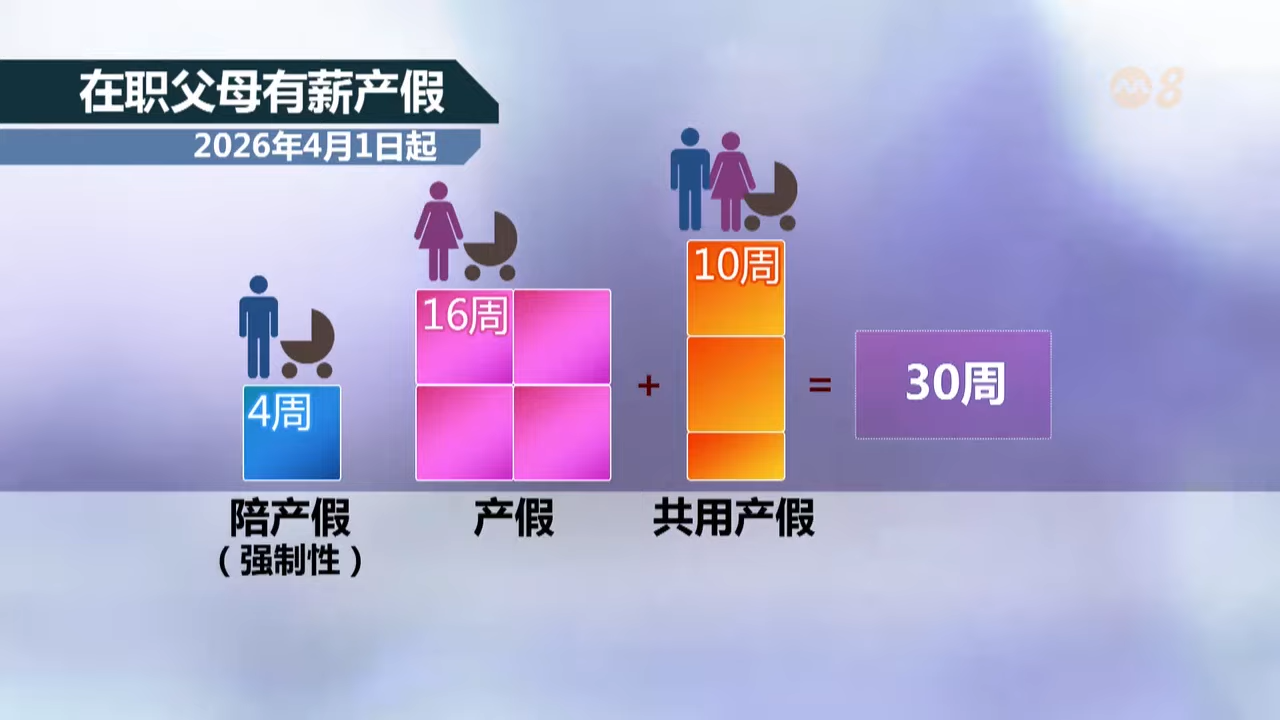 在职父母有薪产假
2026年4月1日起
8
4周
16周
10周
+
=
30周
陪产假
（强制性）
产假
共用产假